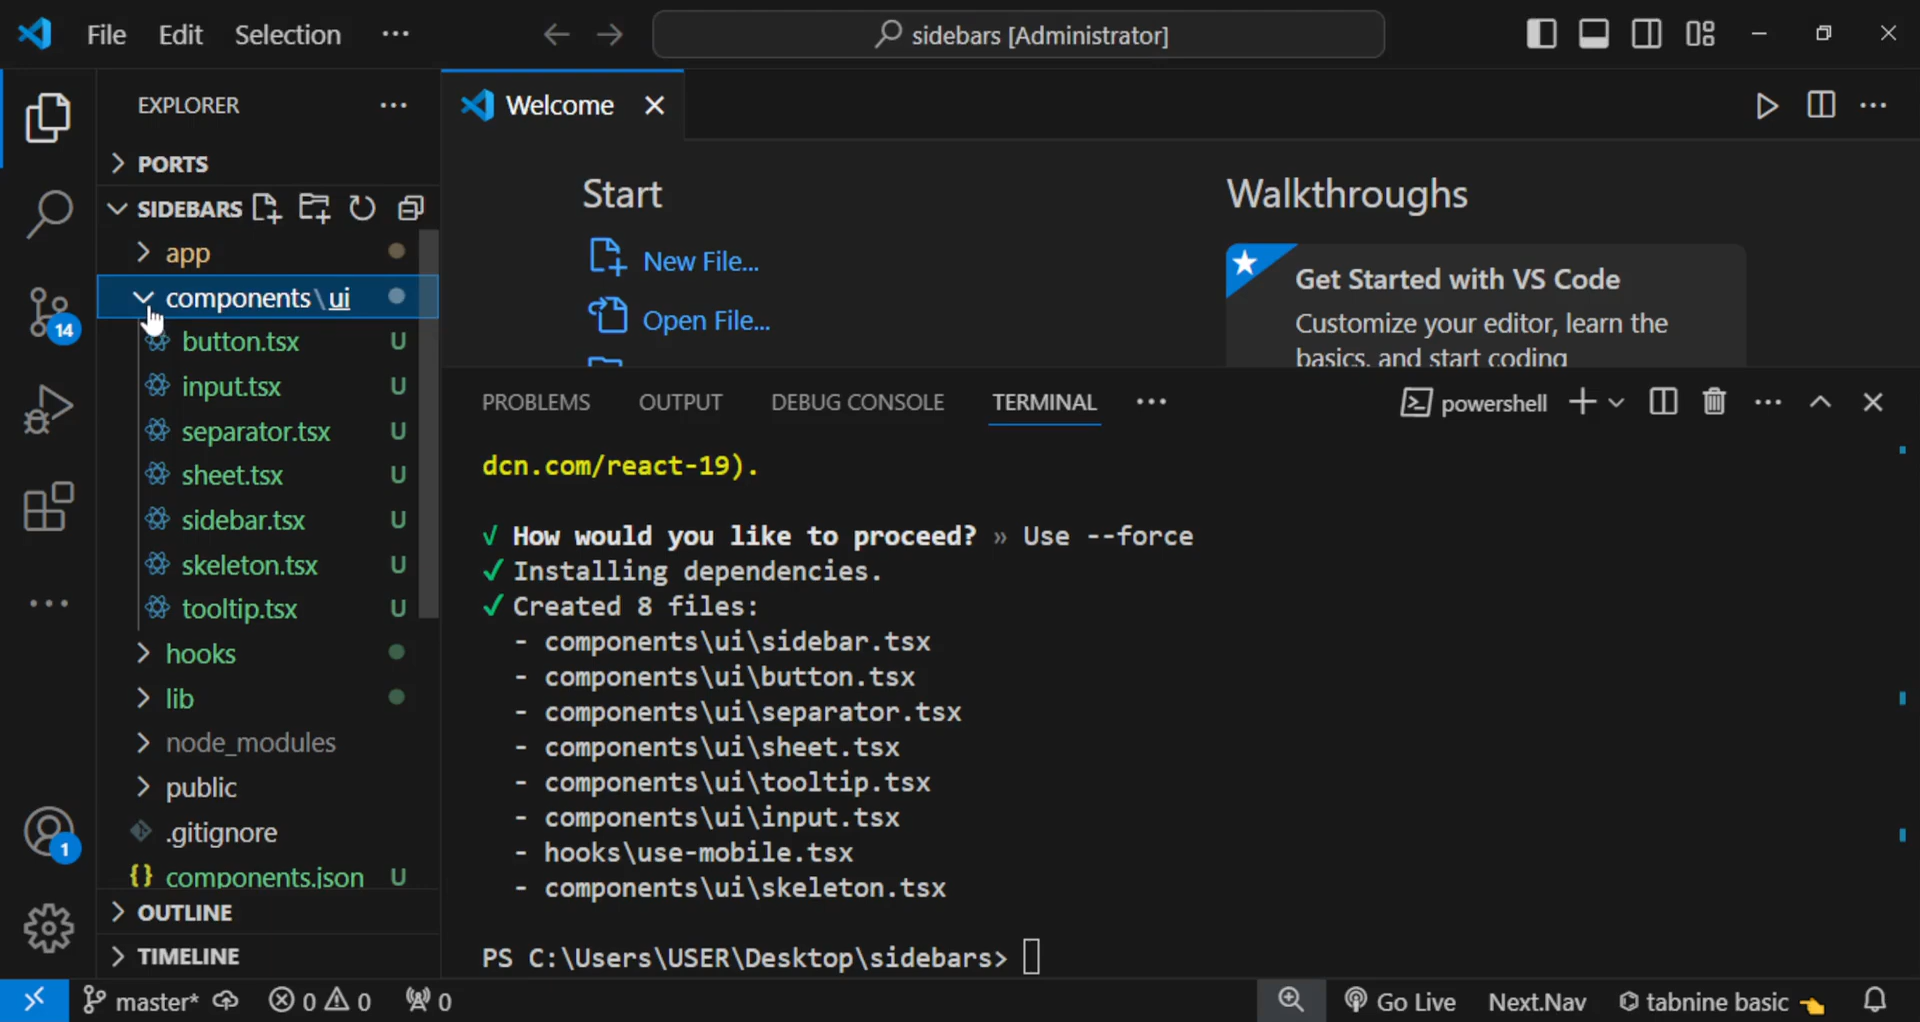 File Edit Selection ···
sidebars [Administrator]
EXPLORER
PORTS
SIDEBARS
app
components\ui
button.tsx U
input.tsx U
separator.tsx U
sheet.tsx U
sidebar.tsx U
skeleton.tsx U
tooltip.tsx U
hooks
lib
node_modules
public
.gitignore
{} components.json U
OUTLINE
TIMELINE
14
1
Welcome
Start
New File...
Open File...
Walkthroughs
Get Started with VS Code
Customize your editor, learn the
basics, and start coding
PROBLEMS OUTPUT DEBUG CONSOLE TERMINAL ···
powershell
dcn.com/react-19).
√ How would you like to proceed? » Use --force
✓ Installing dependencies.
✓ Created 8 files:
- components\ui\sidebar.tsx
- components\ui\button.tsx
- components\ui\separator.tsx
- components\ui\sheet.tsx
- components\ui\tooltip.tsx
- components\ui\input.tsx
- hooks\use-mobile.tsx
- components\ui\skeleton.tsx
PS C:\Users\USER\Desktop\sidebars>
master* 0 0 0
Go Live Next.Nav tabnine basic